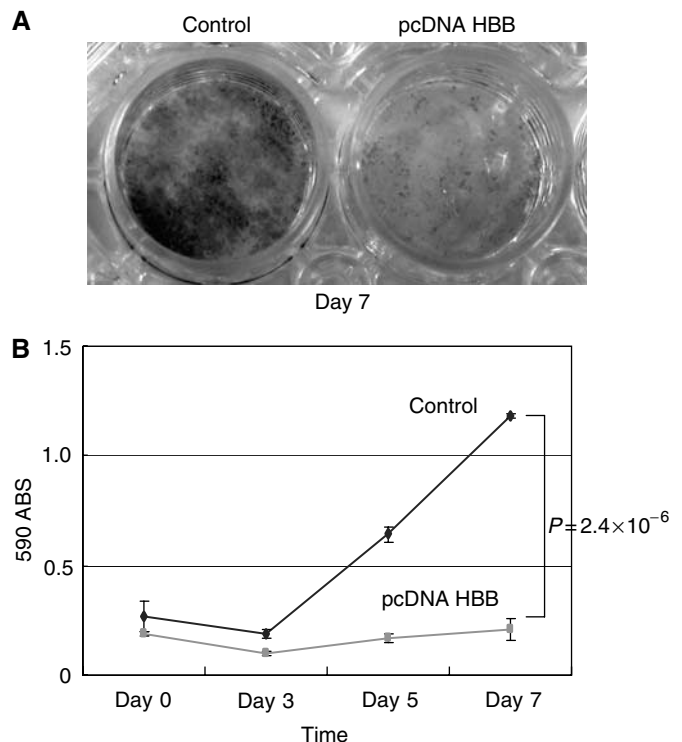 A
Control pcDNA HBB
Day 7
B
1.5
1.0
0.5
0
590 ABS
Control
pcDNA HBB
P=2.4×10⁻⁶
Day 0 Day 3 Day 5 Day 7
Time